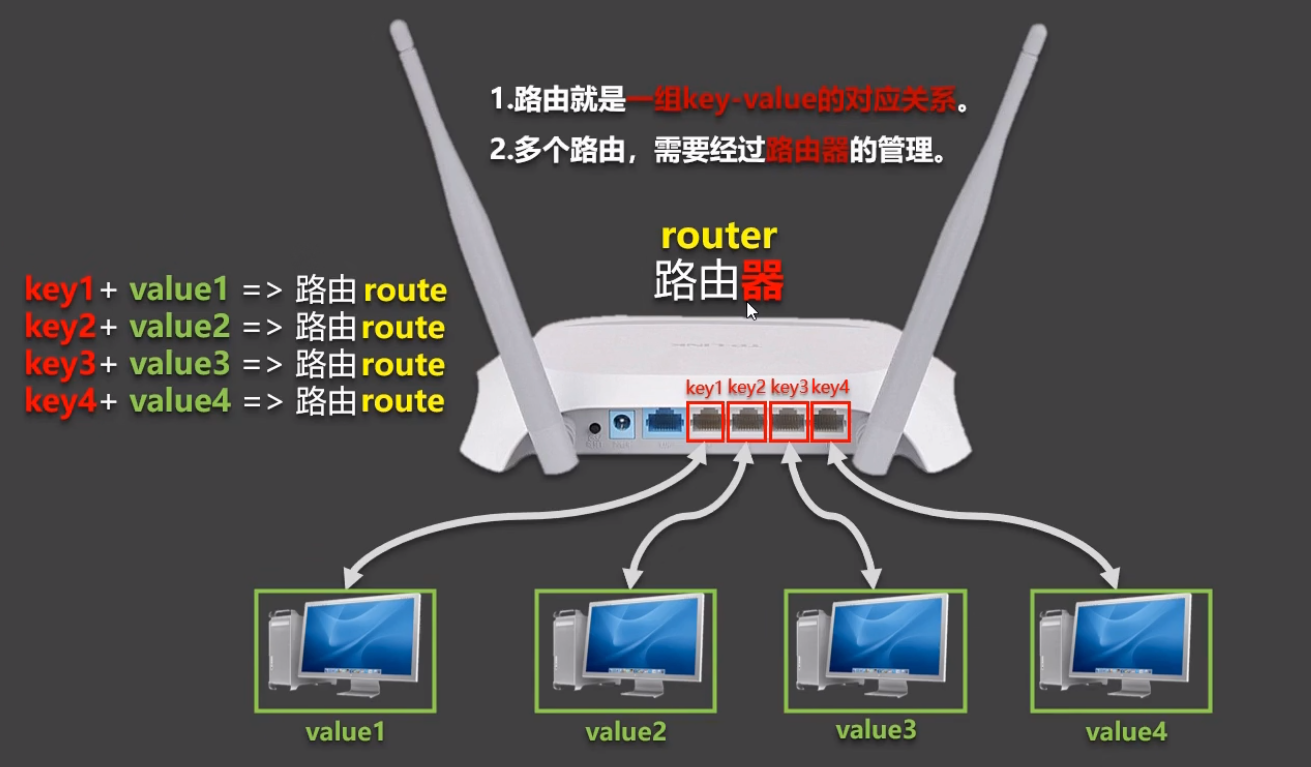 1.路由就是一组key-value的对应关系。
2.多个路由，需要经过路由器的管理。
router
路由器
key1+ value1 => 路由 route
key2+ value2 => 路由 route
key3+ value3 => 路由 route
key4+ value4 => 路由 route
key1 key2 key3 key4
value1 value2 value3 value4